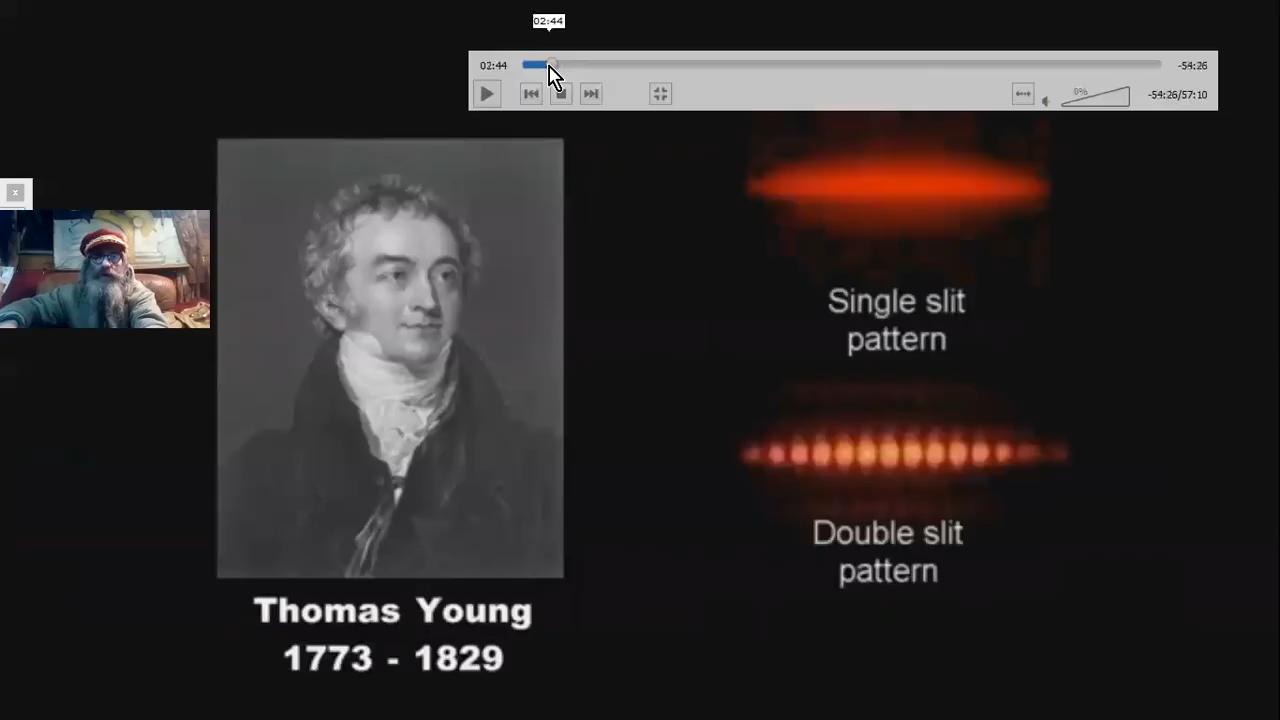 02:44
02:44
-54:26
0%
-54:26/57:10
x
Single slit
pattern
Double slit
pattern
Thomas Young
1773 - 1829